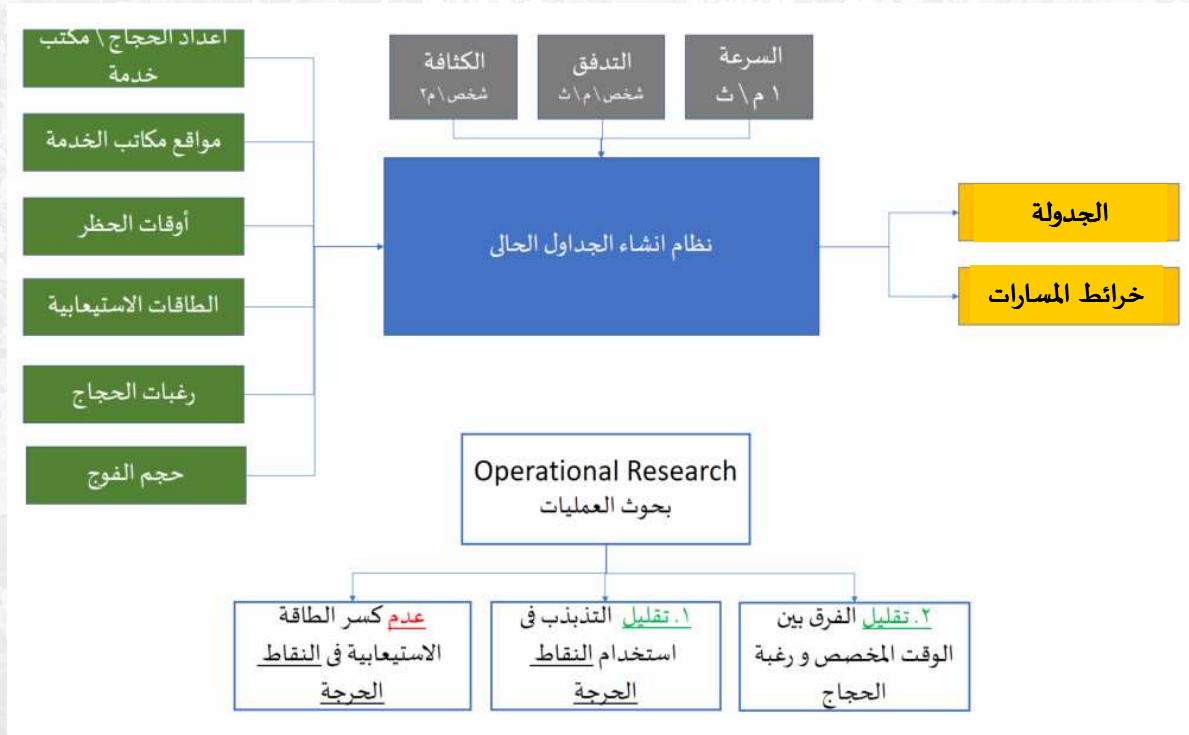 السرعة
١ م\ث
التدفق
شخص\م\ث
الكثافة
شخص\م٢
اعداد الحجاج\مكتب
خدمة
مواقع مكاتب الخدمة
أوقات الحظر
الطاقات الاستيعابية
رغبات الحجاج
حجم الفوج
نظام انشاء الجداول الحالى
الجدولة
خرائط المسارات
Operational Research
بحوث العمليات
٢. تقليل الفرق بين
الوقت المخصص و رغبة
الحجاج
١. تقليل التذبذب فى
استخدام النقاط
الحرجة
عدم كسر الطاقة
الاستيعابية فى النقاط
الحرجة